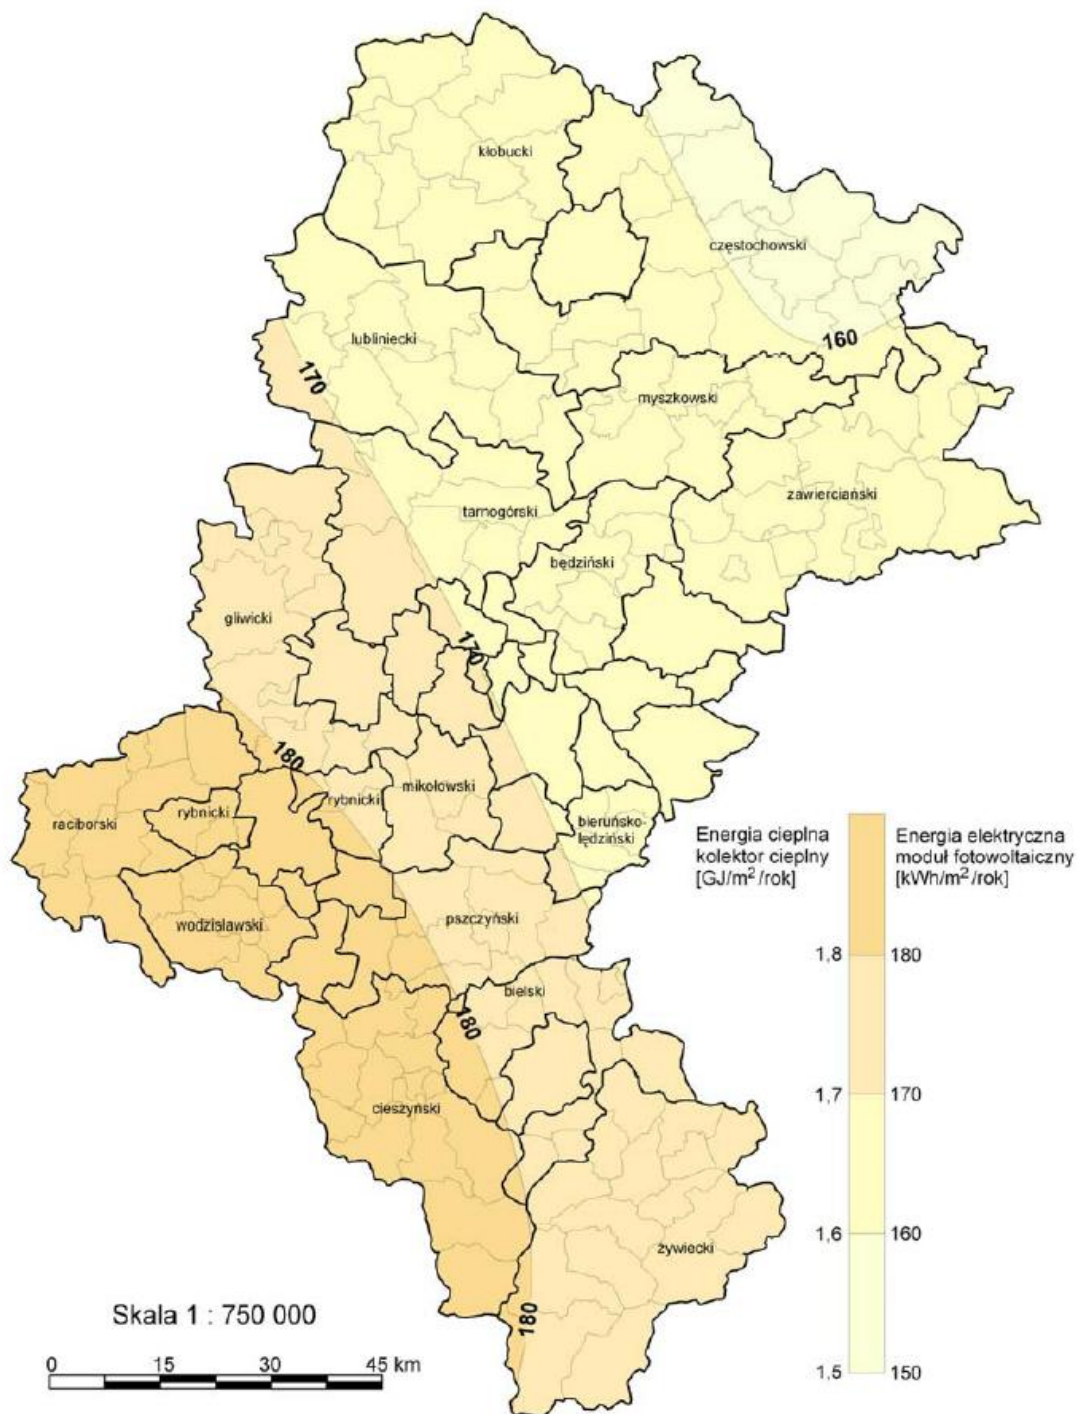 kłobucki
częstochowski
160
lubliniecki
170
myszkowski
zawierciański
tarnogórski
będziński
gliwicki
170
180
mikołowski
rybnicki
rybnicki
raciborski
bieruńsko-
lędziński
wodzisławski
pszczyński
bielski
180
cieszyński
żywiecki
180
Energia cieplna
kolektor cieplny
[GJ/m²/rok]
Energia elektryczna
moduł fotowoltaiczny
[kWh/m²/rok]
1,8 180
1,7 170
1,6 160
1,5 150
Skala 1 : 750 000
0 15 30 45 km